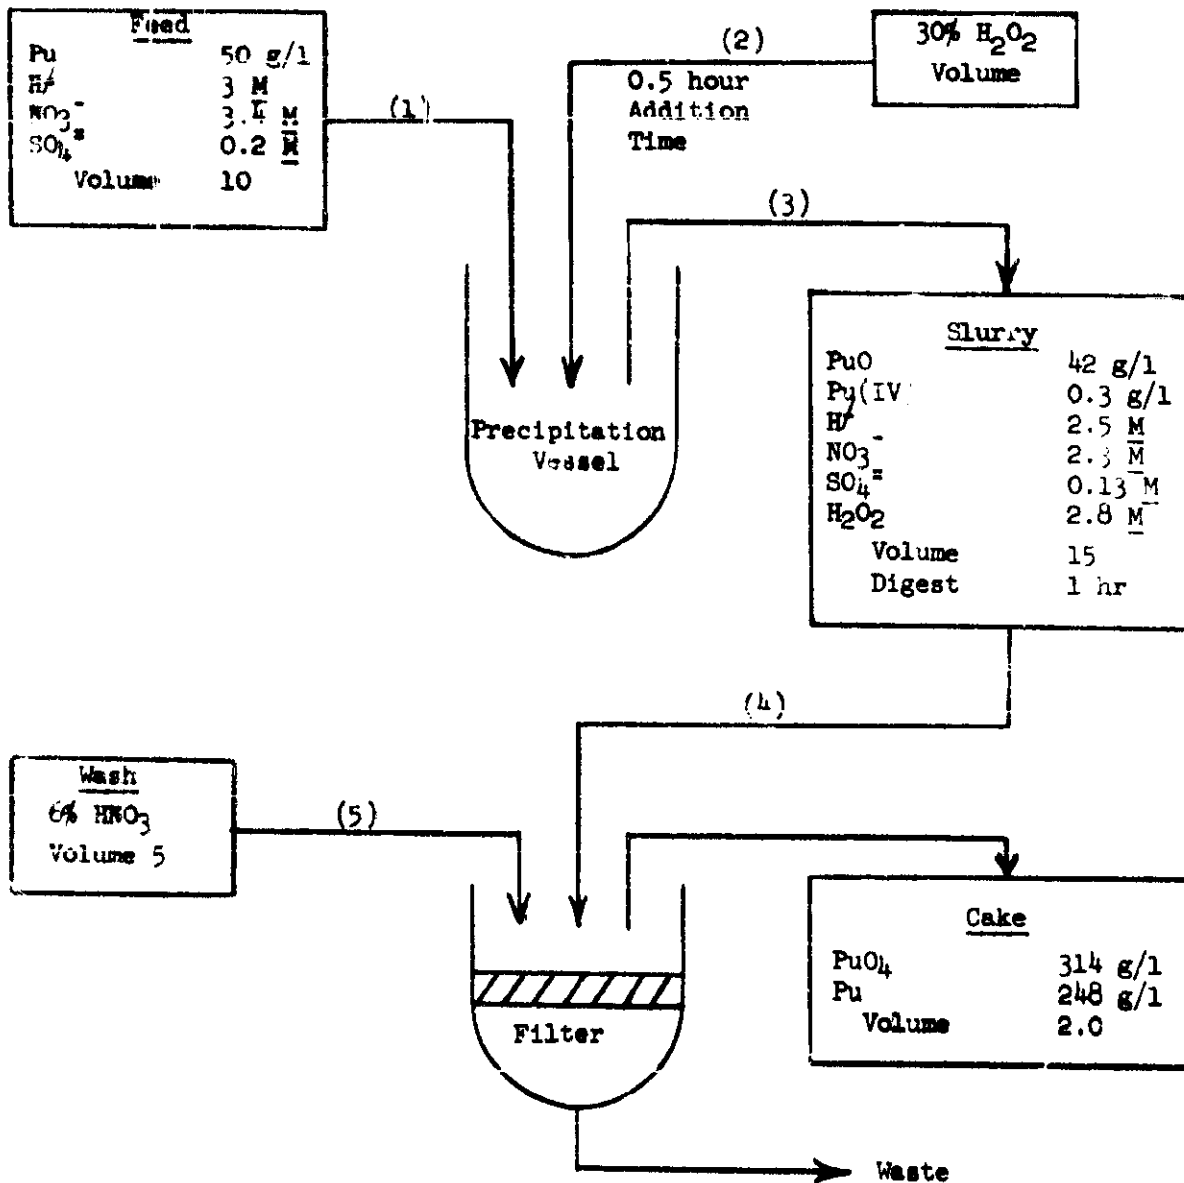 Feed
Pu 50 g/l
H+ 3 M
NO3- 3.4 M
SO4= 0.2 M
Volume 10
(1)
(2)
0.5 hour
Addition
Time
30% H2O2
Volume
(3)
Precipitation
Vessel
Slurry
PuO 42 g/l
Pu(IV) 0.3 g/l
H+ 2.5 M
NO3- 2.3 M
SO4= 0.13 M
H2O2 2.8 M
Volume 15
Digest 1 hr
(4)
Wash
6% HNO3
Volume 5
(5)
Filter
Cake
PuO4 314 g/l
Pu 248 g/l
Volume 2.0
Waste